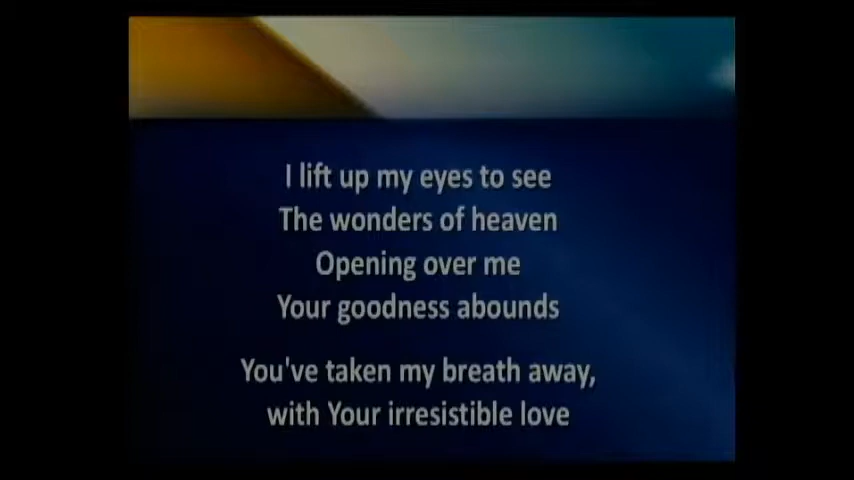 I lift up my eyes to see
The wonders of heaven
Opening over me
Your goodness abounds
You've taken my breath away,
with Your irresistible love